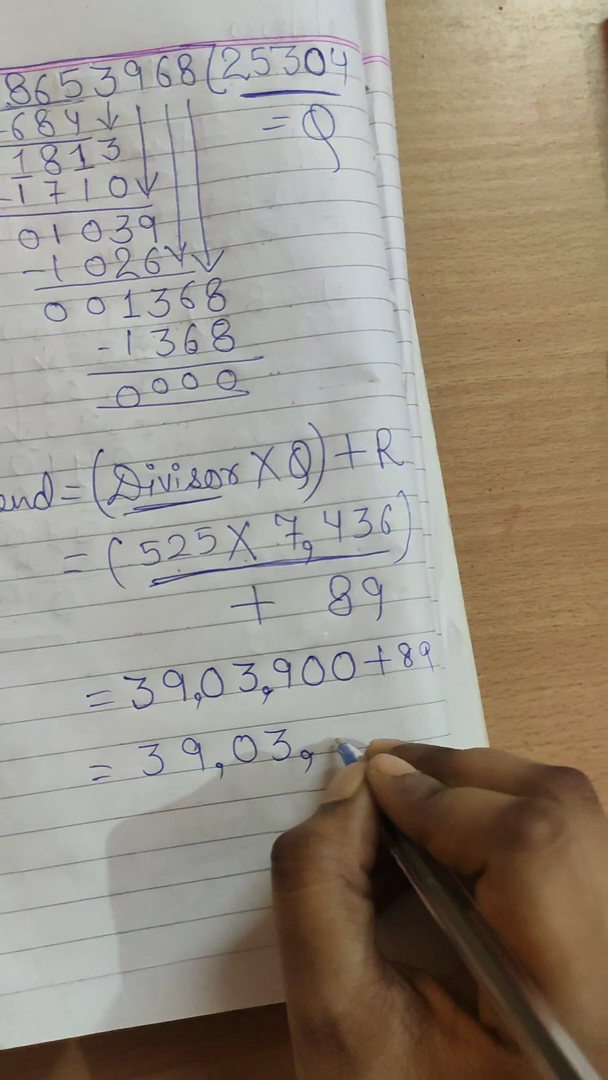 8653968(25304
-684
= Q
1813
-1710
01039
-1026
001368
-1368
0000
end = (Divisor X Q) + R
= (525 X 7,436)
+ 89
= 39,03,900 + 89
= 39,03,